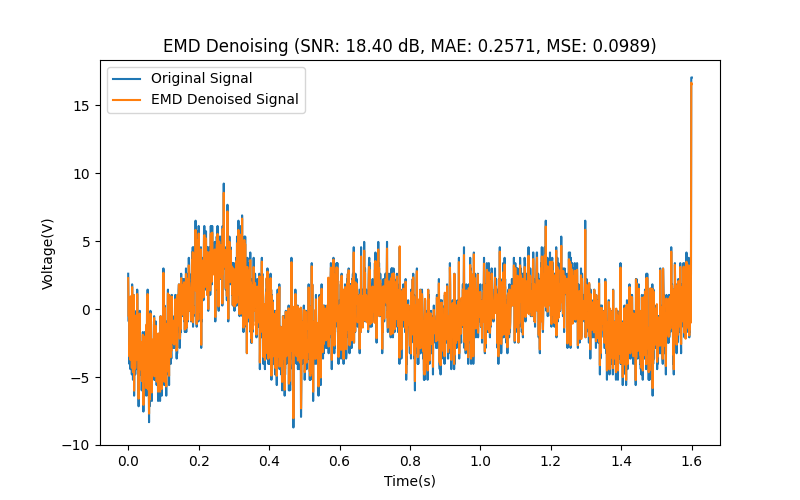 EMD Denoising (SNR: 18.40 dB, MAE: 0.2571, MSE: 0.0989)
Original Signal
EMD Denoised Signal
15
10
5
0
−5
−10
Voltage(V)
0.0 0.2 0.4 0.6 0.8 1.0 1.2 1.4 1.6
Time(s)